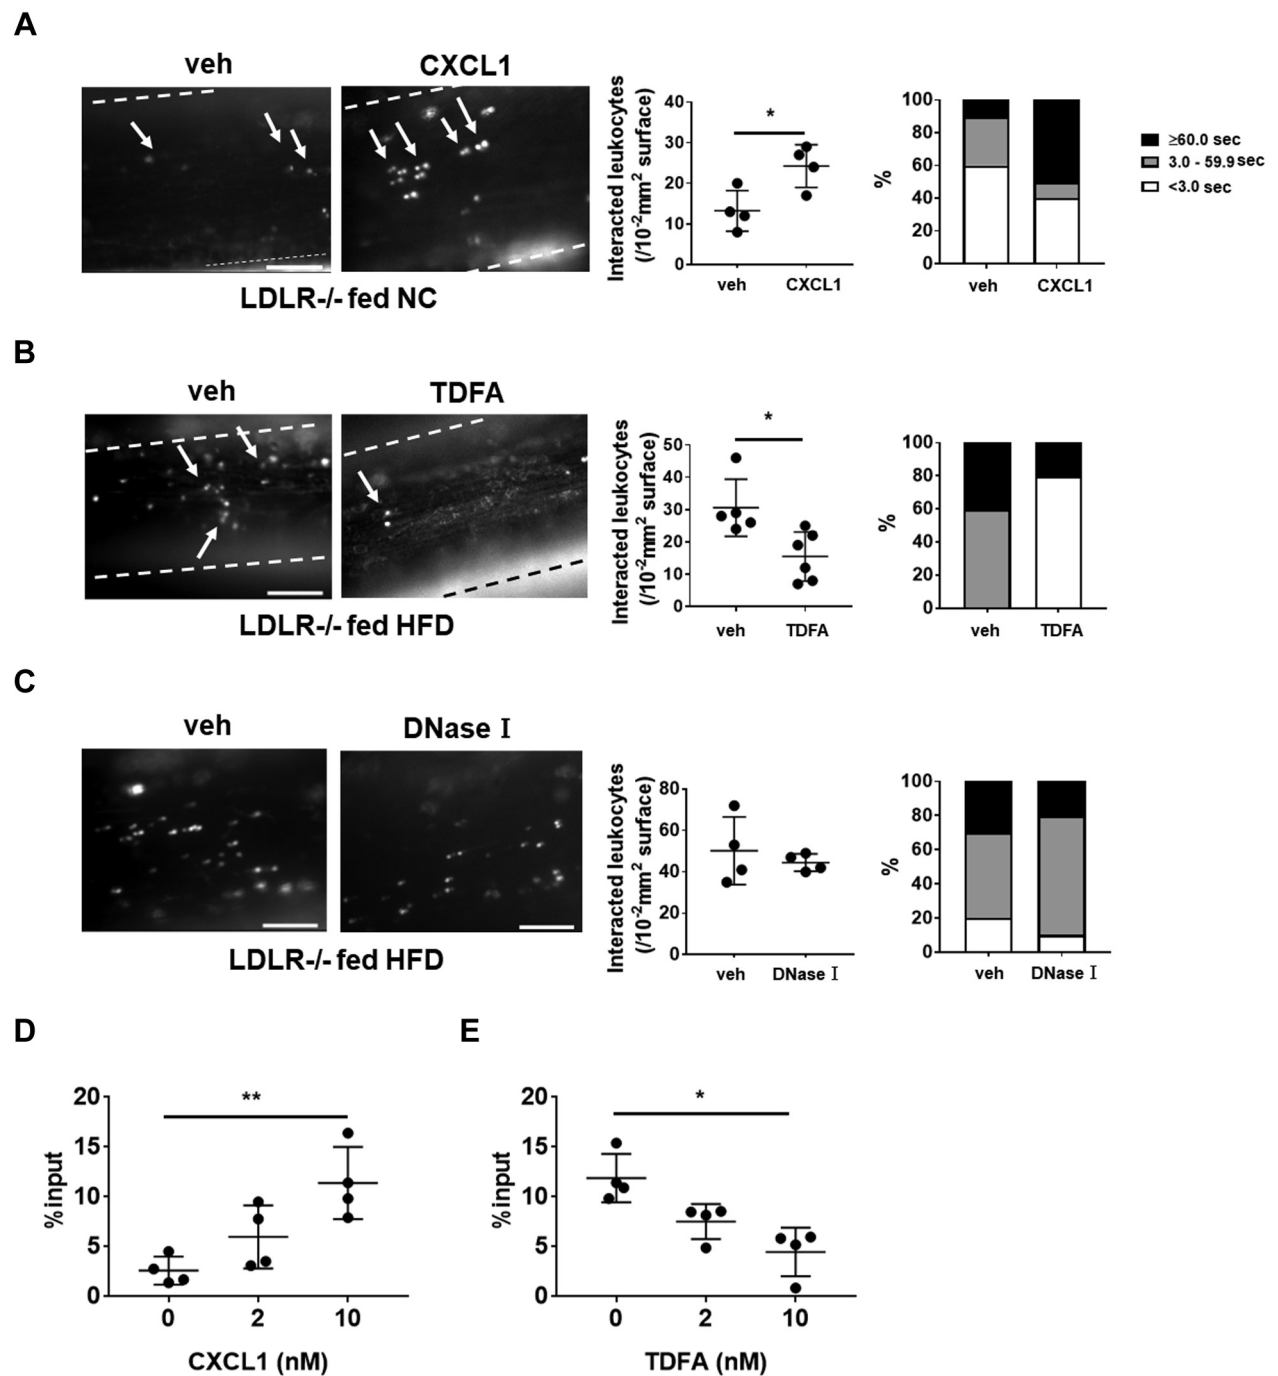 A
veh
CXCL1
LDLR-/- fed NC
Interacted leukocytes
(/10-2mm2 surface)
40
30
20
10
0
*
veh
CXCL1
%
100
80
60
40
20
0
veh
CXCL1
≥60.0 sec
3.0 - 59.9 sec
<3.0 sec
B
veh
TDFA
LDLR-/- fed HFD
Interacted leukocytes
(/10-2mm2 surface)
50
40
30
20
10
0
*
veh
TDFA
%
100
80
60
40
20
0
veh
TDFA
C
veh
DNase I
LDLR-/- fed HFD
Interacted leukocytes
(/10-2mm2 surface)
80
60
40
20
0
veh
DNase I
%
100
80
60
40
20
0
veh
DNase I
D
% input
20
15
10
5
0
**
0
2
10
CXCL1 (nM)
E
% input
20
15
10
5
0
*
0
2
10
TDFA (nM)